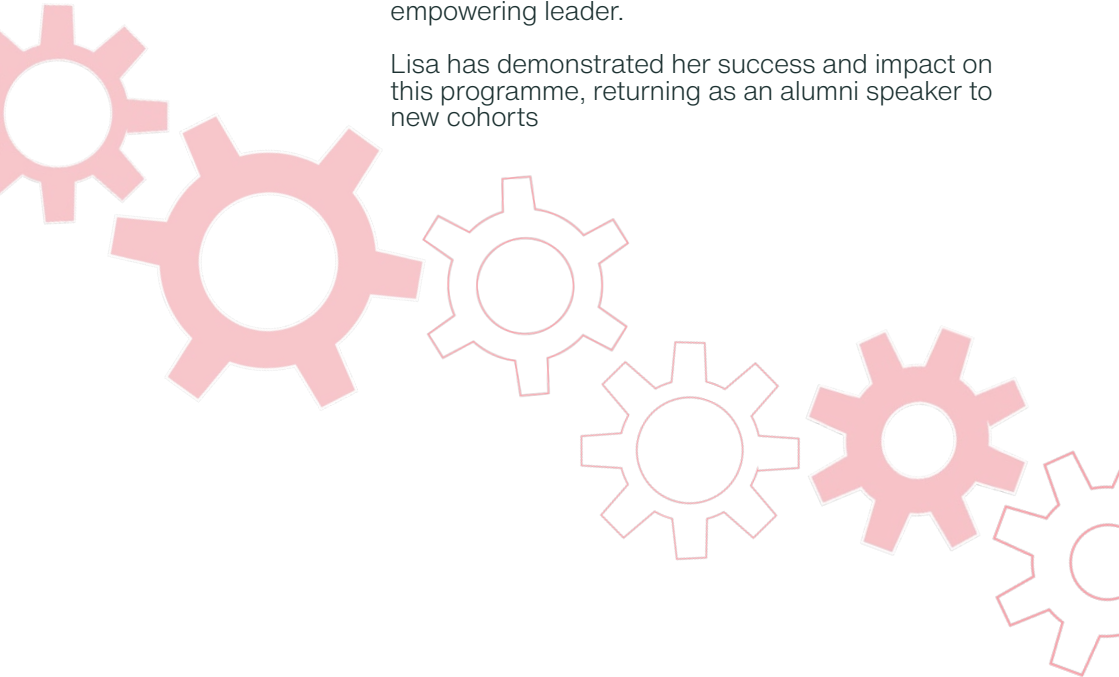 empowering leader.
Lisa has demonstrated her success and impact on
this programme, returning as an alumni speaker to
new cohorts